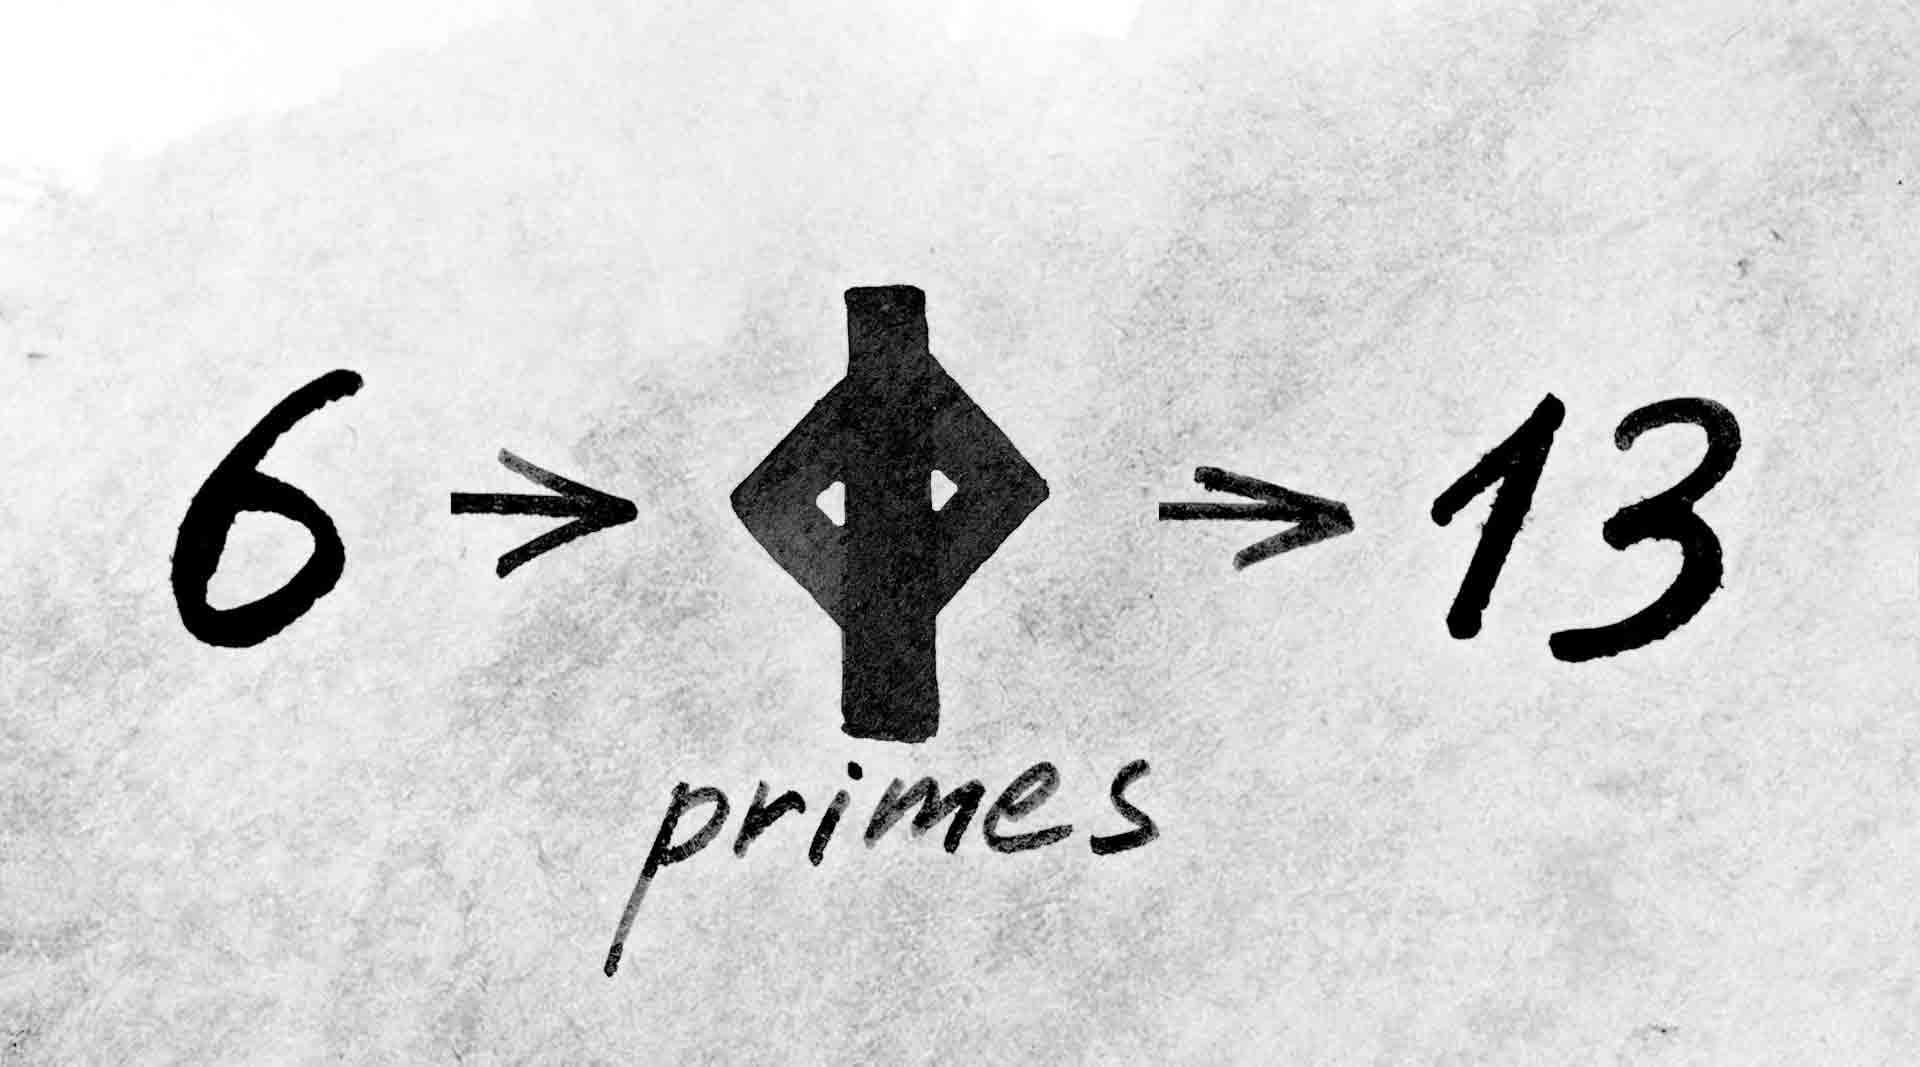 6 → → 13
primes